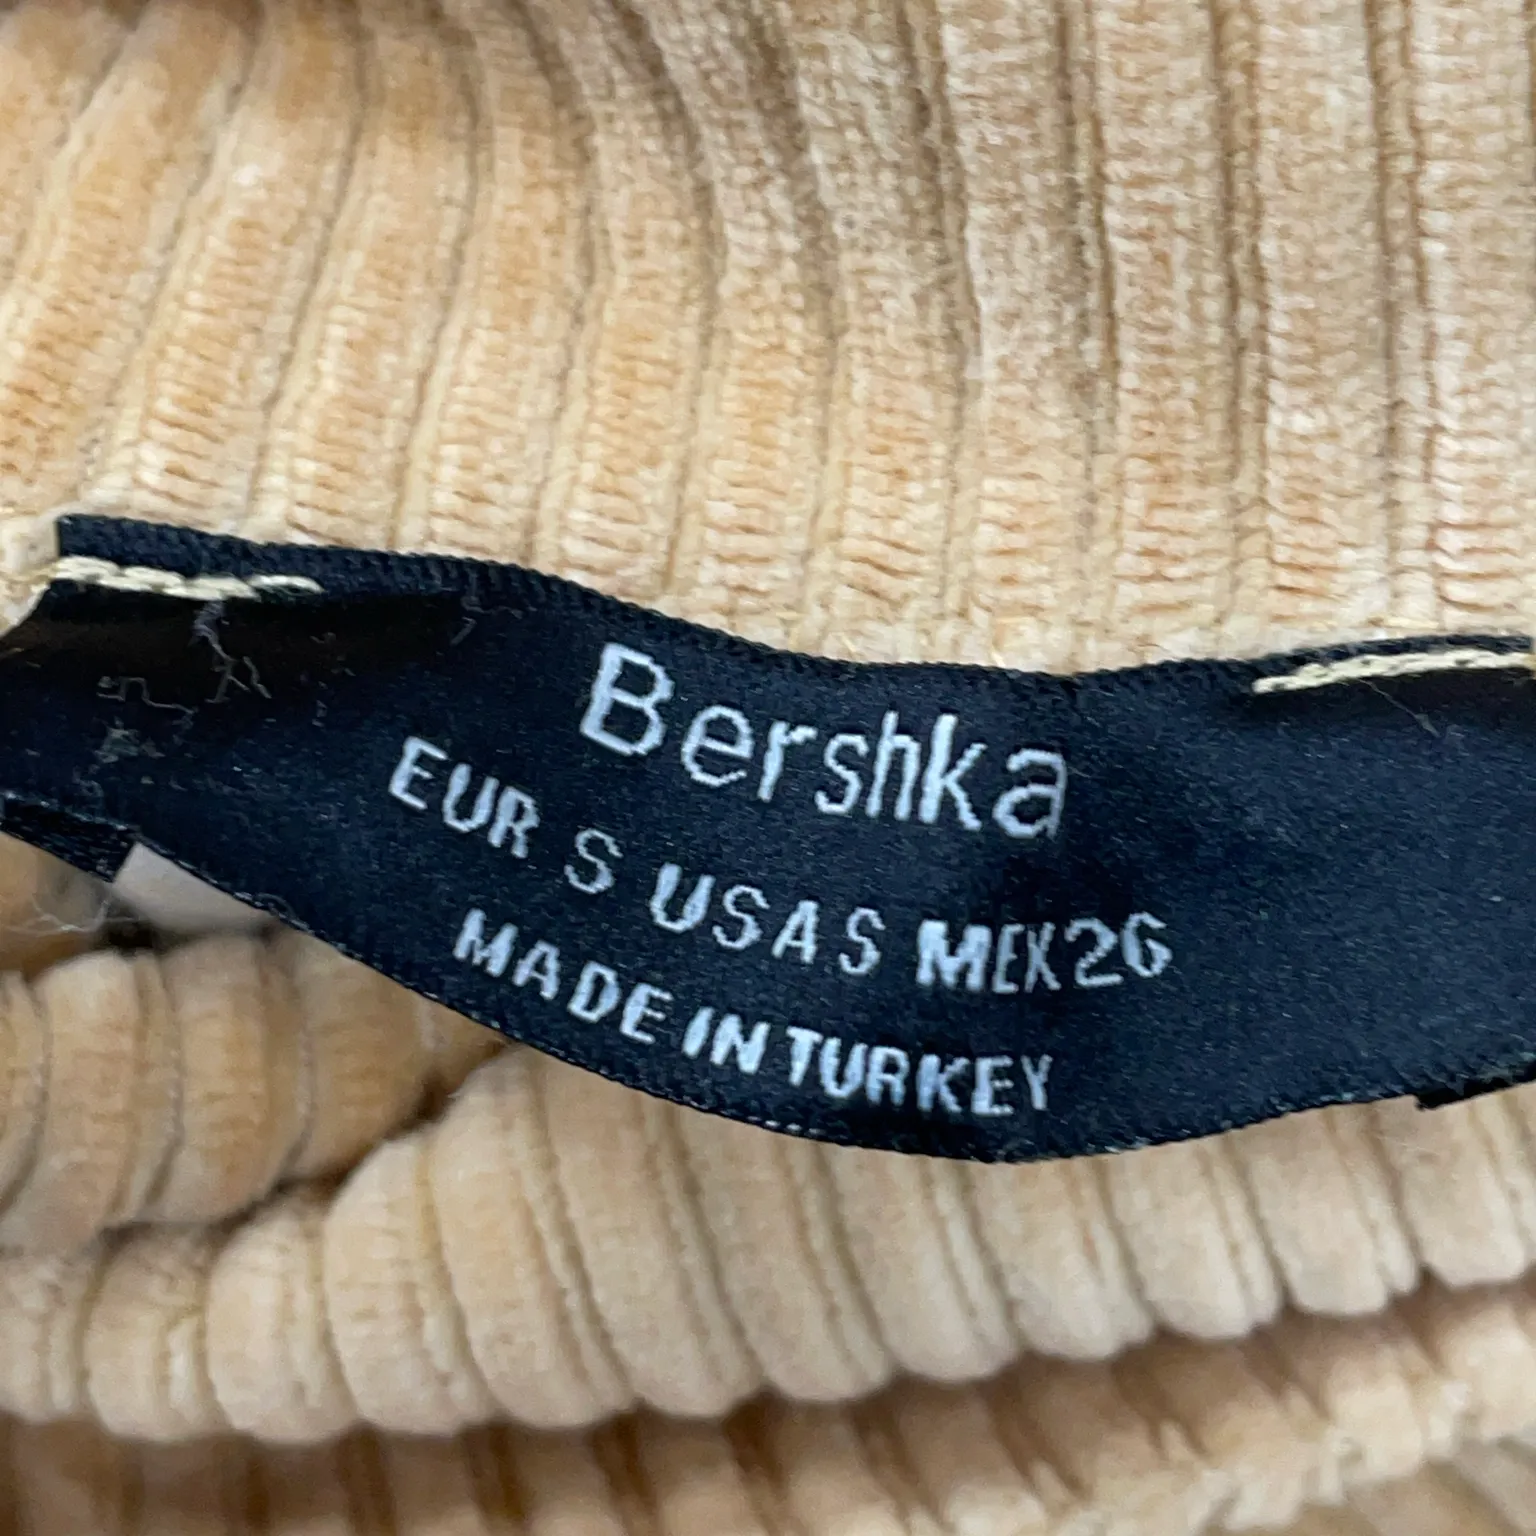 Bershka
EUR S USA S MEX 26
MADE IN TURKEY